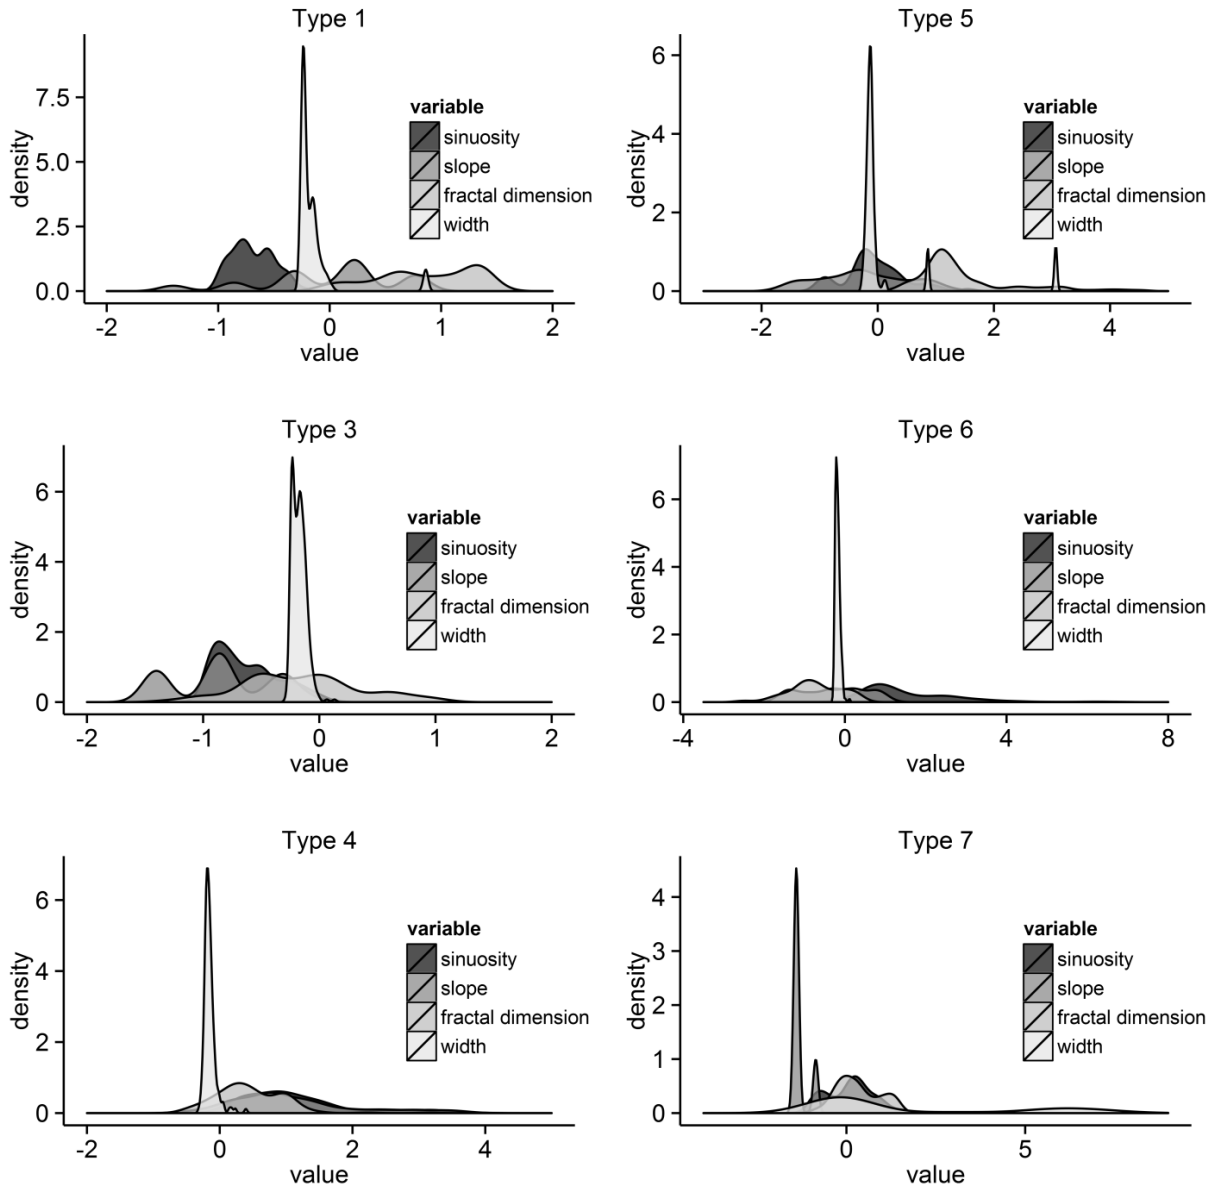 Type 1
density
7.5
5.0
2.5
0.0
-2
-1
0
1
2
value
variable
sinuosity
slope
fractal dimension
width
Type 5
density
6
4
2
0
-2
0
2
4
value
variable
sinuosity
slope
fractal dimension
width
Type 3
density
6
4
2
0
-2
-1
0
1
2
value
variable
sinuosity
slope
fractal dimension
width
Type 6
density
6
4
2
0
-4
0
4
8
value
variable
sinuosity
slope
fractal dimension
width
Type 4
density
6
4
2
0
-2
0
2
4
value
variable
sinuosity
slope
fractal dimension
width
Type 7
density
4
3
2
1
0
0
5
value
variable
sinuosity
slope
fractal dimension
width